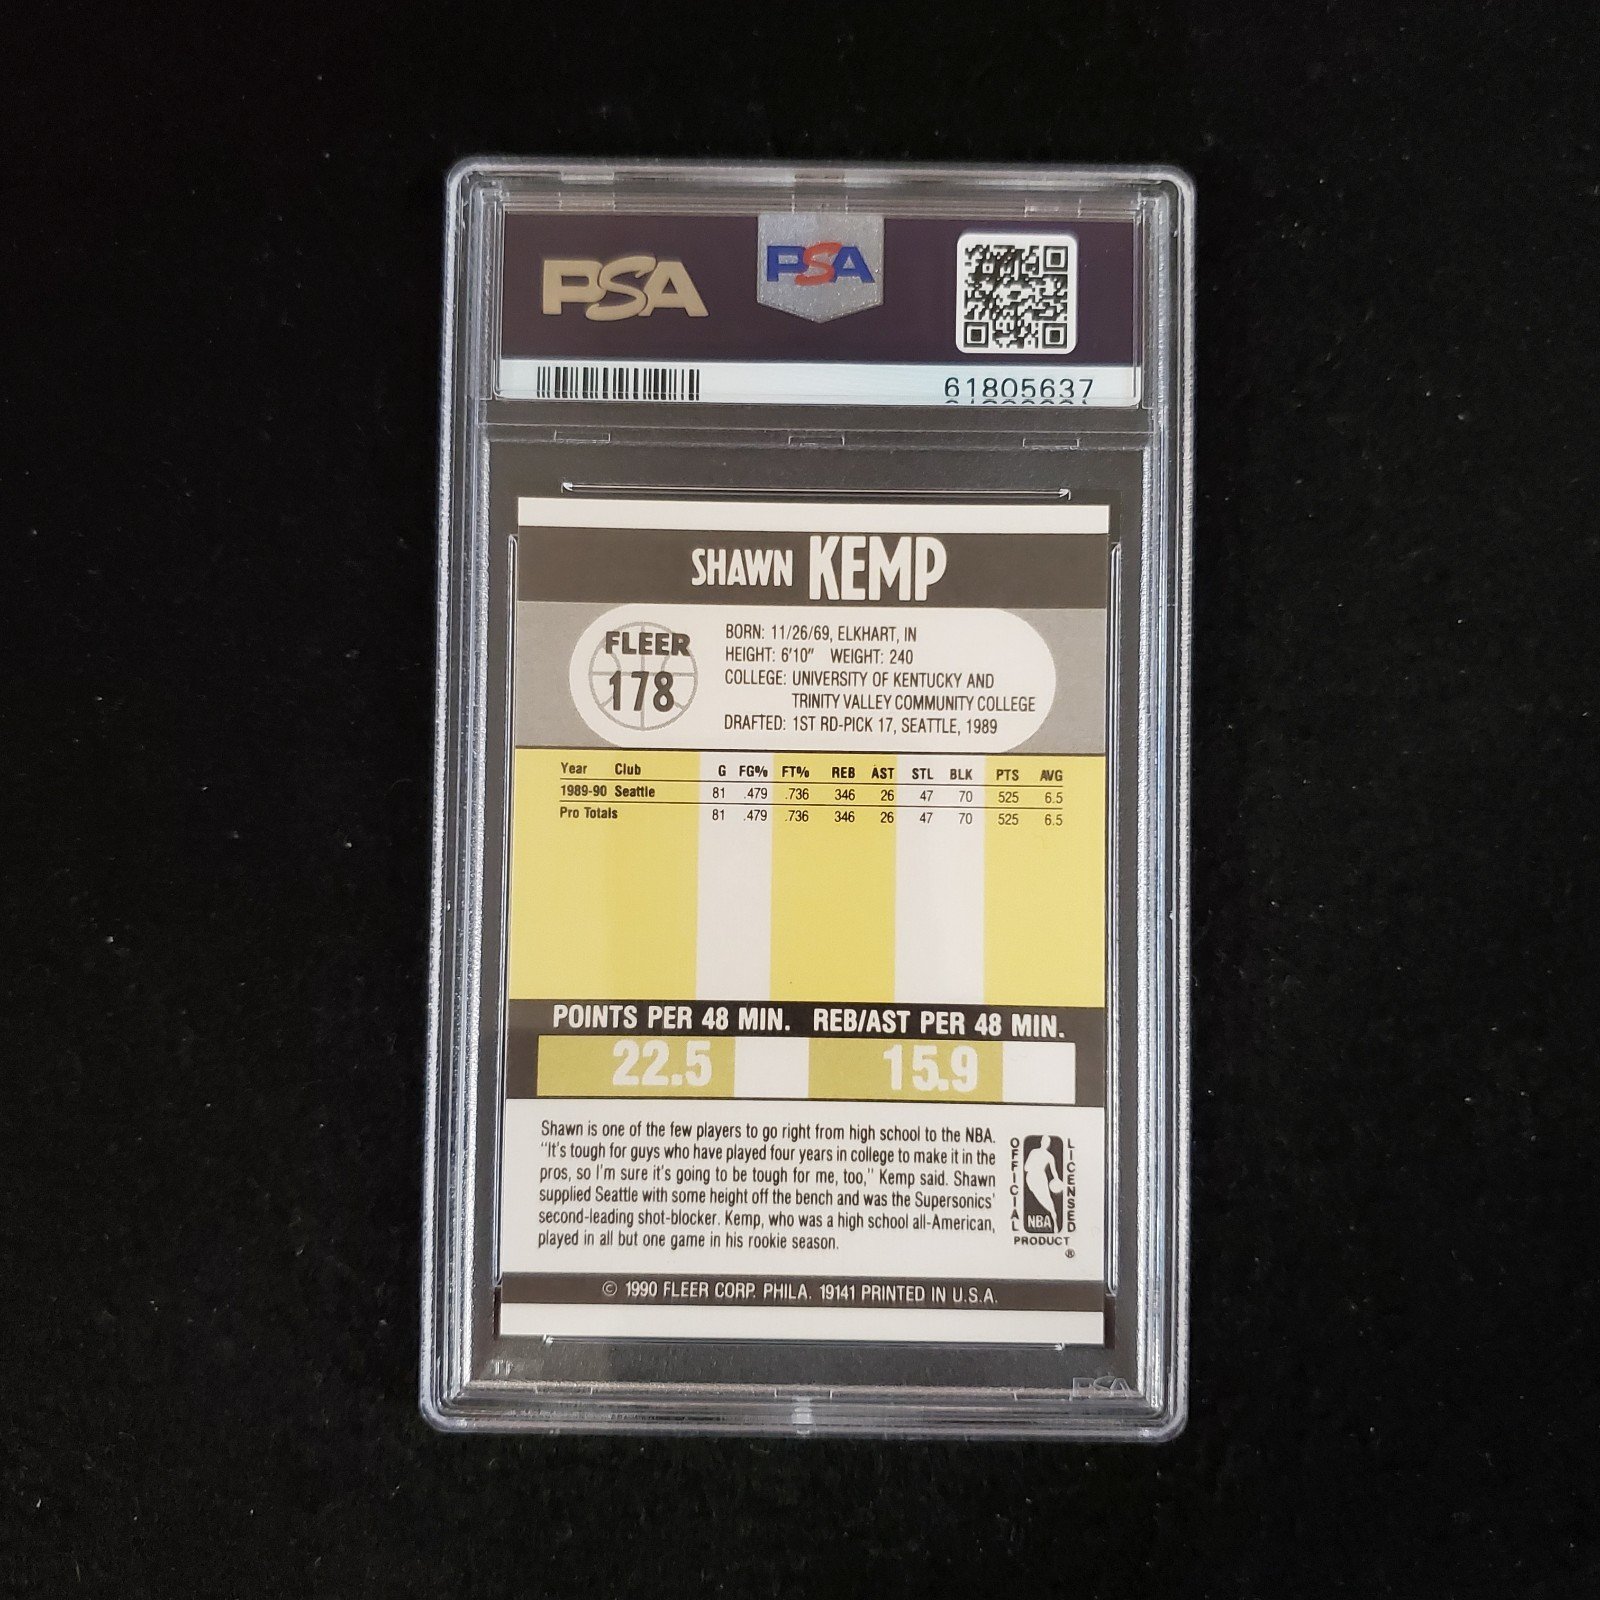 PSA PSA
61805637
SHAWN KEMP
FLEER
178
BORN: 11/26/69, ELKHART, IN
HEIGHT: 6'10" WEIGHT: 240
COLLEGE: UNIVERSITY OF KENTUCKY AND
TRINITY VALLEY COMMUNITY COLLEGE
DRAFTED: 1ST RD-PICK 17, SEATTLE, 1989
Year Club G FG% FT% REB AST STL BLK PTS AVG
1989-90 Seattle 81 .479 .736 346 26 47 70 525 6.5
Pro Totals 81 .479 .736 346 26 47 70 525 6.5
POINTS PER 48 MIN. REB/AST PER 48 MIN.
22.5 15.9
Shawn is one of the few players to go right from high school to the NBA.
"It's tough for guys who have played four years in college to make it in the
pros, so I'm sure it's going to be tough for me, too," Kemp said. Shawn
supplied Seattle with some height off the bench and was the Supersonics'
second-leading shot-blocker. Kemp, who was a high school all-American,
played in all but one game in his rookie season.
OFFICIAL LICENSED
NBA
PRODUCT
®
© 1990 FLEER CORP. PHILA. 19141 PRINTED IN U.S.A.
PSA